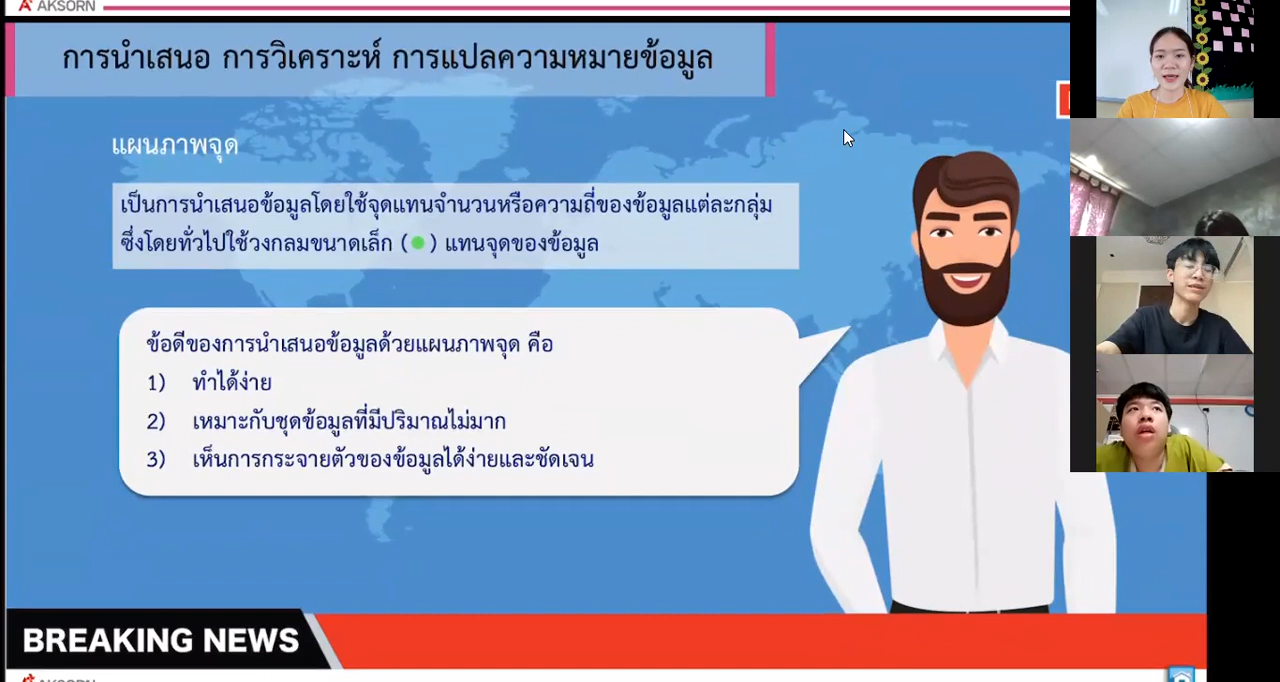 AKSORN
การนำเสนอ การวิเคราะห์ การแปลความหมายข้อมูล
แผนภาพจุด
เป็นการนำเสนอข้อมูลโดยใช้จุดแทนจำนวนหรือความถี่ของข้อมูลแต่ละกลุ่ม
ซึ่งโดยทั่วไปใช้วงกลมขนาดเล็ก (●) แทนจุดของข้อมูล
ข้อดีของการนำเสนอข้อมูลด้วยแผนภาพจุด คือ
1) ทำได้ง่าย
2) เหมาะกับชุดข้อมูลที่มีปริมาณไม่มาก
3) เห็นการกระจายตัวของข้อมูลได้ง่ายและชัดเจน
BREAKING NEWS
AKSORN